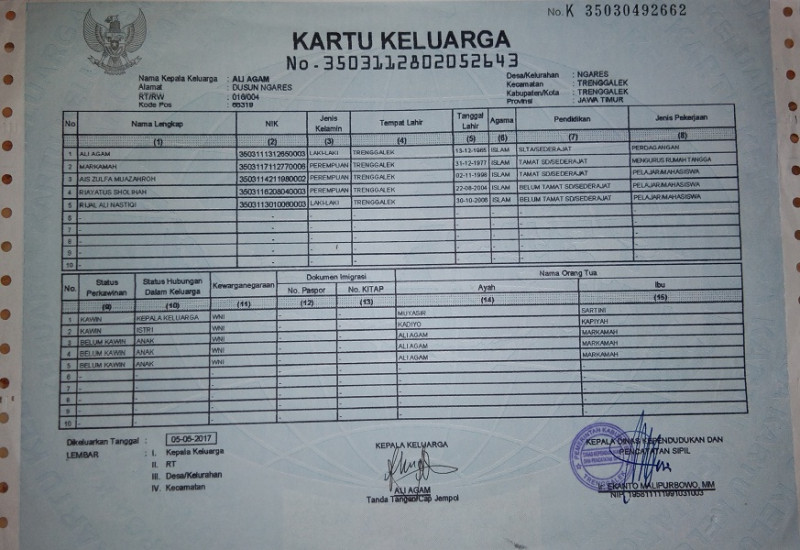 No. K 35030492662
KARTU KELUARGA
No. 3503112802052643
Nama Kepala Keluarga : ALI AGAM
Alamat : DUSUN NGARES
RT/RW : 016/004
Kode Pos : 66319
Desa/Kelurahan : NGARES
Kecamatan : TRENGGALEK
Kabupaten/Kota : TRENGGALEK
Provinsi : JAWA TIMUR
No Nama Lengkap NIK Jenis Kelamin Tempat Lahir Tanggal Lahir Agama Pendidikan Jenis Pekerjaan
(1) (2) (3) (4) (5) (6) (7) (8)
1 ALI AGAM 3503111312650003 LAKI-LAKI TRENGGALEK 13-12-1965 ISLAM SLTA/SEDERAJAT PERDAGANGAN
2 MARKAMAH 3503117112770006 PEREMPUAN TRENGGALEK 31-12-1977 ISLAM TAMAT SD/SEDERAJAT MENGURUS RUMAH TANGGA
3 AIS ZULFA MUAZAHROH 3503114211980002 PEREMPUAN TRENGGALEK 02-11-1998 ISLAM TAMAT SD/SEDERAJAT PELAJAR/MAHASISWA
4 RIKI ATUS SHOLIHAH 3503116208040003 PEREMPUAN TRENGGALEK 22-08-2004 ISLAM BELUM TAMAT SD/SEDERAJAT PELAJAR/MAHASISWA
5 RIJAL ALI NASTIQI 3503113010060003 LAKI-LAKI TRENGGALEK 30-10-2006 ISLAM BELUM TAMAT SD/SEDERAJAT PELAJAR/MAHASISWA
6 - - - - - - - -
7 - - - - - - - -
8 - - - - - - - -
9 - - - - - - - -
10 - - - - - - - -
No. Status Perkawinan Status Hubungan Dalam Keluarga Kewarganegaraan Dokumen Imigrasi Nama Orang Tua
No. Paspor No. KITAP Ayah Ibu
(9) (10) (11) (12) (13) (14) (15)
1 KAWIN KEPALA KELUARGA WNI - - MUYASIR SARTINI
2 KAWIN ISTRI WNI - - KADIYO KAPIYAH
3 BELUM KAWIN ANAK WNI - - ALI AGAM MARKAMAH
4 BELUM KAWIN ANAK WNI - - ALI AGAM MARKAMAH
5 BELUM KAWIN ANAK WNI - - ALI AGAM MARKAMAH
6 - - - - - - -
7 - - - - - - -
8 - - - - - - -
9 - - - - - - -
10 - - - - - - -
Dikeluarkan Tanggal : 05-05-2017
LEMBAR : I. Kepala Keluarga
II. RT
III. Desa/Kelurahan
IV. Kecamatan
KEPALA KELUARGA
ALI AGAM
Tanda Tangan/Cap Jempol
KEPALA DINAS KEPENDUDUKAN DAN
PENCATATAN SIPIL
EKANTO MALIPURBOWO, MM
NIP. 195811111991031003